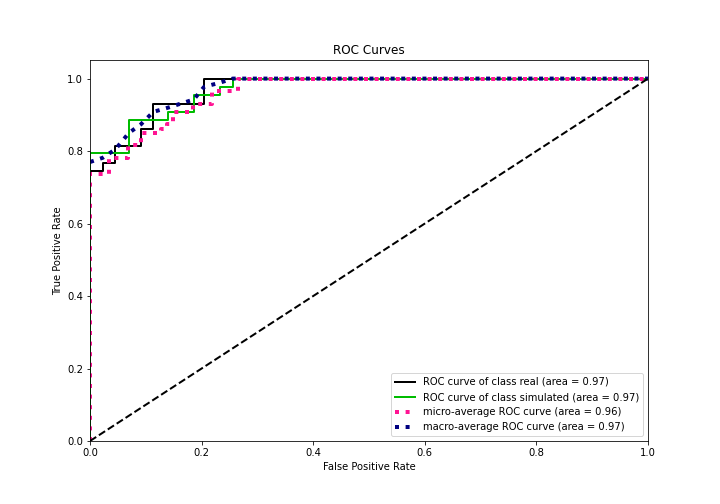 ROC Curves
True Positive Rate
1.0
0.8
0.6
0.4
0.2
0.0
0.0 0.2 0.4 0.6 0.8 1.0
False Positive Rate
ROC curve of class real (area = 0.97)
ROC curve of class simulated (area = 0.97)
micro-average ROC curve (area = 0.96)
macro-average ROC curve (area = 0.97)